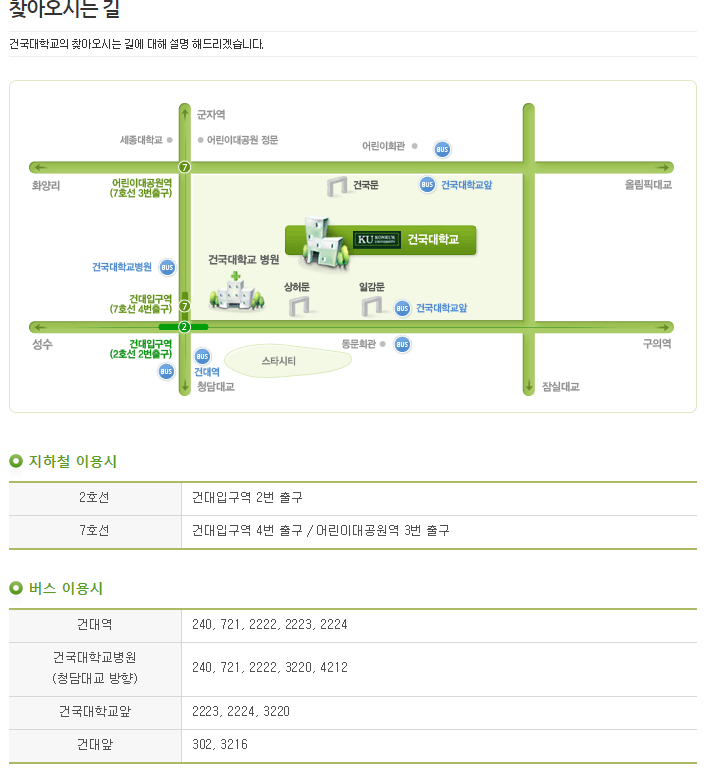 찾아오시는 길
건국대학교의 찾아오시는 길에 대해 설명 해드리겠습니다.
군자역
세종대학교
어린이대공원 정문
어린이회관
BUS
7
화양리
어린이대공원역
(7호선 3번출구)
건국문
BUS
건국대학교앞
올림픽대교
KU KONKUK UNIVERSITY
건국대학교
건국대학교 병원
건국대학교병원
BUS
상허문
일감문
건대입구역
(7호선 4번출구)
7
BUS
건국대학교앞
2
성수
건대입구역
(2호선 2번출구)
동문회관
BUS
구의역
BUS
건대역
스타시티
BUS
청담대교
잠실대교
지하철 이용시
2호선 건대입구역 2번 출구
7호선 건대입구역 4번 출구 / 어린이대공원역 3번 출구
버스 이용시
건대역 240, 721, 2222, 2223, 2224
건국대학교병원
(청담대교 방향)
240, 721, 2222, 3220, 4212
건국대학교앞 2223, 2224, 3220
건대앞 302, 3216